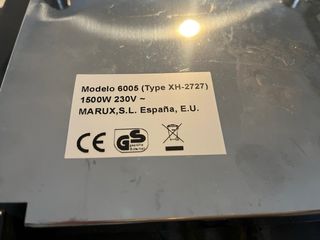 Modelo 6005 (Type XH-2727)
1500W 230V ~
MARUX,S.L. España, E.U.
CE GS